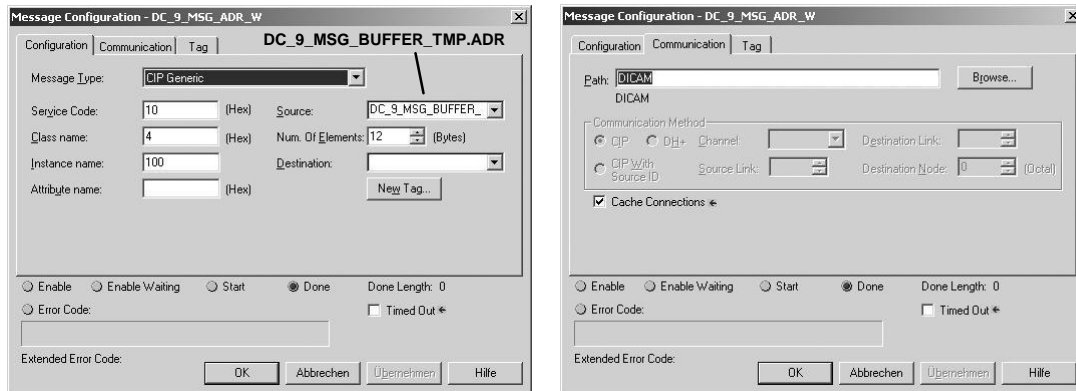 Message Configuration - DC_9_MSG_ADR_W
Configuration Communication Tag
DC_9_MSG_BUFFER_TMP.ADR
Message Type: CIP Generic
Service Code: 10 (Hex) Source: DC_9_MSG_BUFFER_
Class name: 4 (Hex) Num. Of Elements: 12 (Bytes)
Instance name: 100 Destination:
Attribute name: (Hex) New Tag...
Enable Enable Waiting Start Done Done Length: 0
Error Code: Timed Out
Extended Error Code:
OK Abbrechen Übernehmen Hilfe
Message Configuration - DC_9_MSG_ADR_W
Configuration Communication Tag
Path: DICAM Browse...
DICAM
Communication Method
CIP DH+ Channel: Destination Link:
CIP With Source ID Source Link: Destination Node: 0 (Octal)
Cache Connections
Enable Enable Waiting Start Done Done Length: 0
Error Code: Timed Out
Extended Error Code:
OK Abbrechen Übernehmen Hilfe